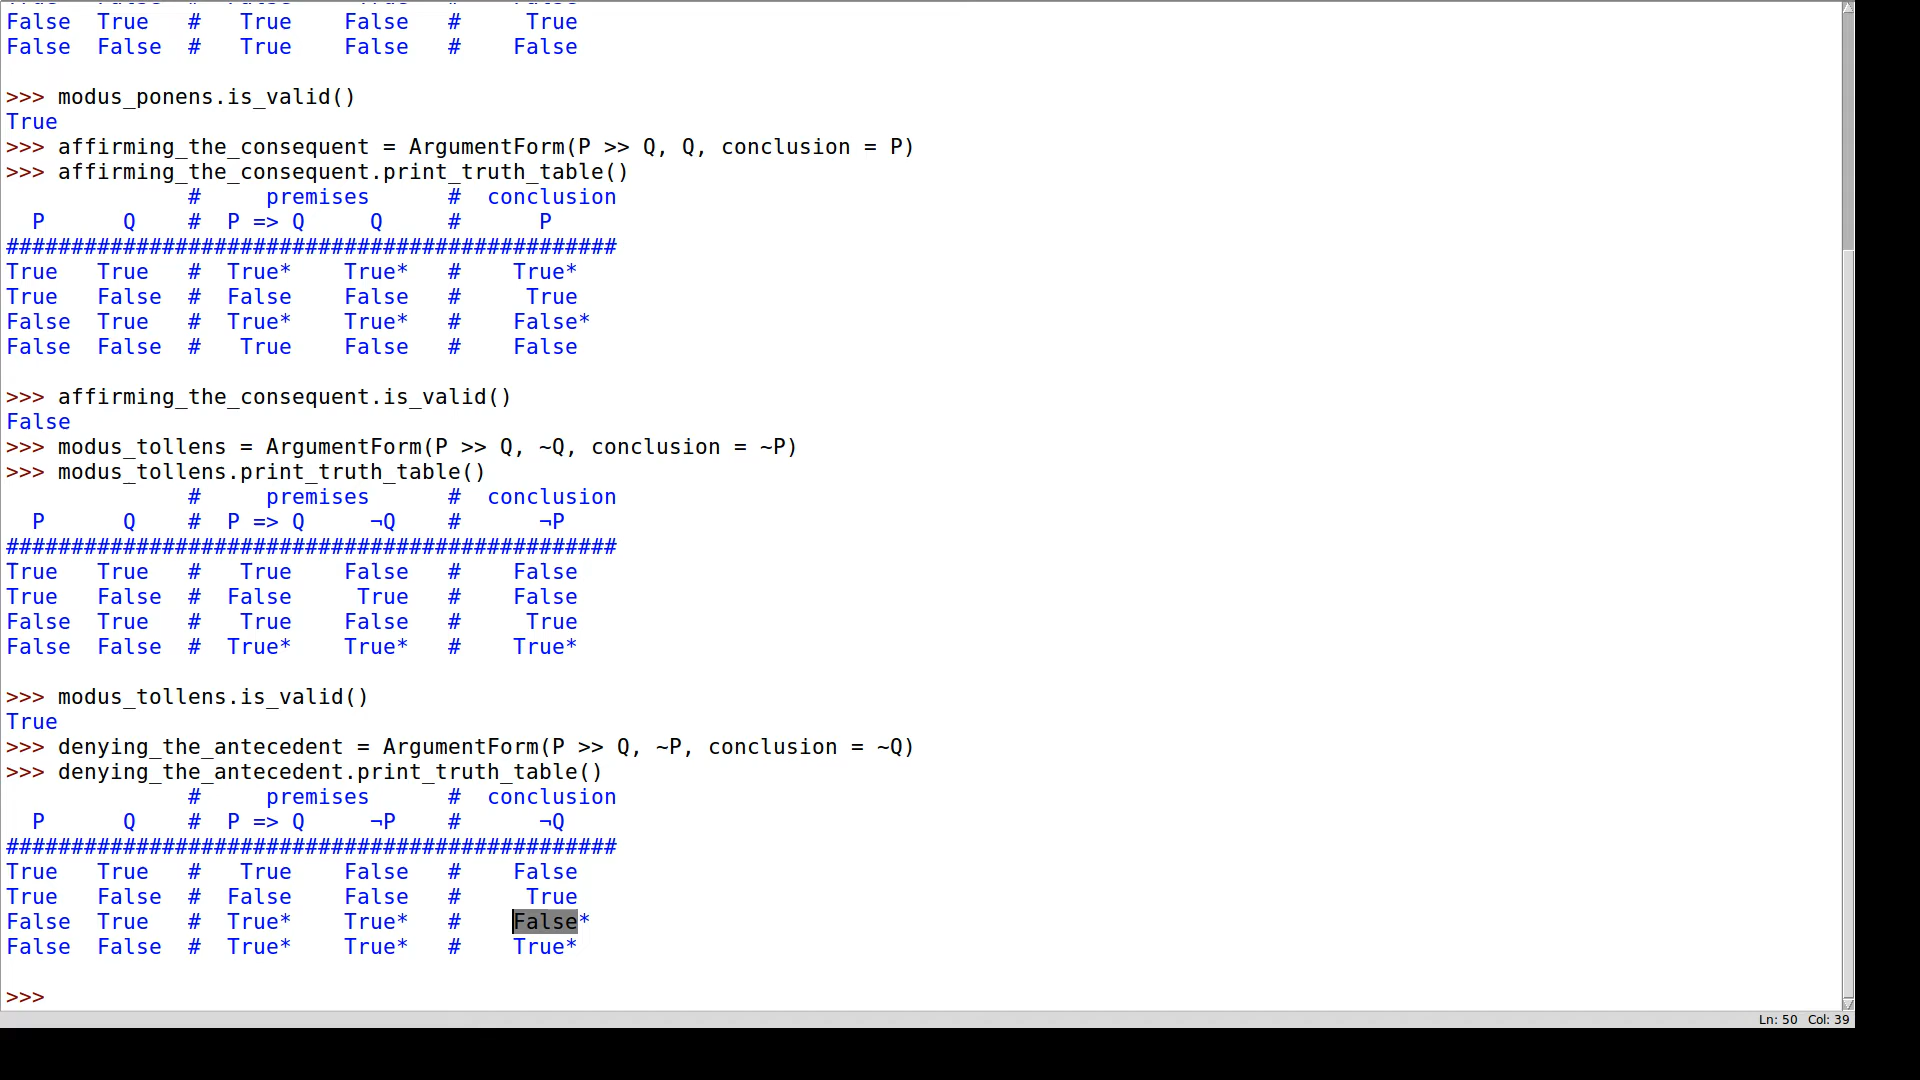 False  True   #   True    False   #     True
False  False  #   True    False   #    False
>>> modus_ponens.is_valid()
True
>>> affirming_the_consequent = ArgumentForm(P >> Q, Q, conclusion = P)
>>> affirming_the_consequent.print_truth_table()
              #     premises      #  conclusion
  P      Q    #  P => Q     Q     #      P
###############################################
True   True   #  True*    True*   #    True*
True   False  #  False    False   #     True
False  True   #  True*    True*   #    False*
False  False  #   True    False   #    False
>>> affirming_the_consequent.is_valid()
False
>>> modus_tollens = ArgumentForm(P >> Q, ~Q, conclusion = ~P)
>>> modus_tollens.print_truth_table()
              #     premises      #  conclusion
  P      Q    #  P => Q     ¬Q    #      ¬P
###############################################
True   True   #   True    False   #    False
True   False  #  False     True   #    False
False  True   #   True    False   #     True
False  False  #  True*    True*   #    True*
>>> modus_tollens.is_valid()
True
>>> denying_the_antecedent = ArgumentForm(P >> Q, ~P, conclusion = ~Q)
>>> denying_the_antecedent.print_truth_table()
              #     premises      #  conclusion
  P      Q    #  P => Q     ¬P    #      ¬Q
###############################################
True   True   #   True    False   #    False
True   False  #  False    False   #     True
False  True   #  True*    True*   #    False*
False  False  #  True*    True*   #    True*
>>>
Ln: 50 Col: 39